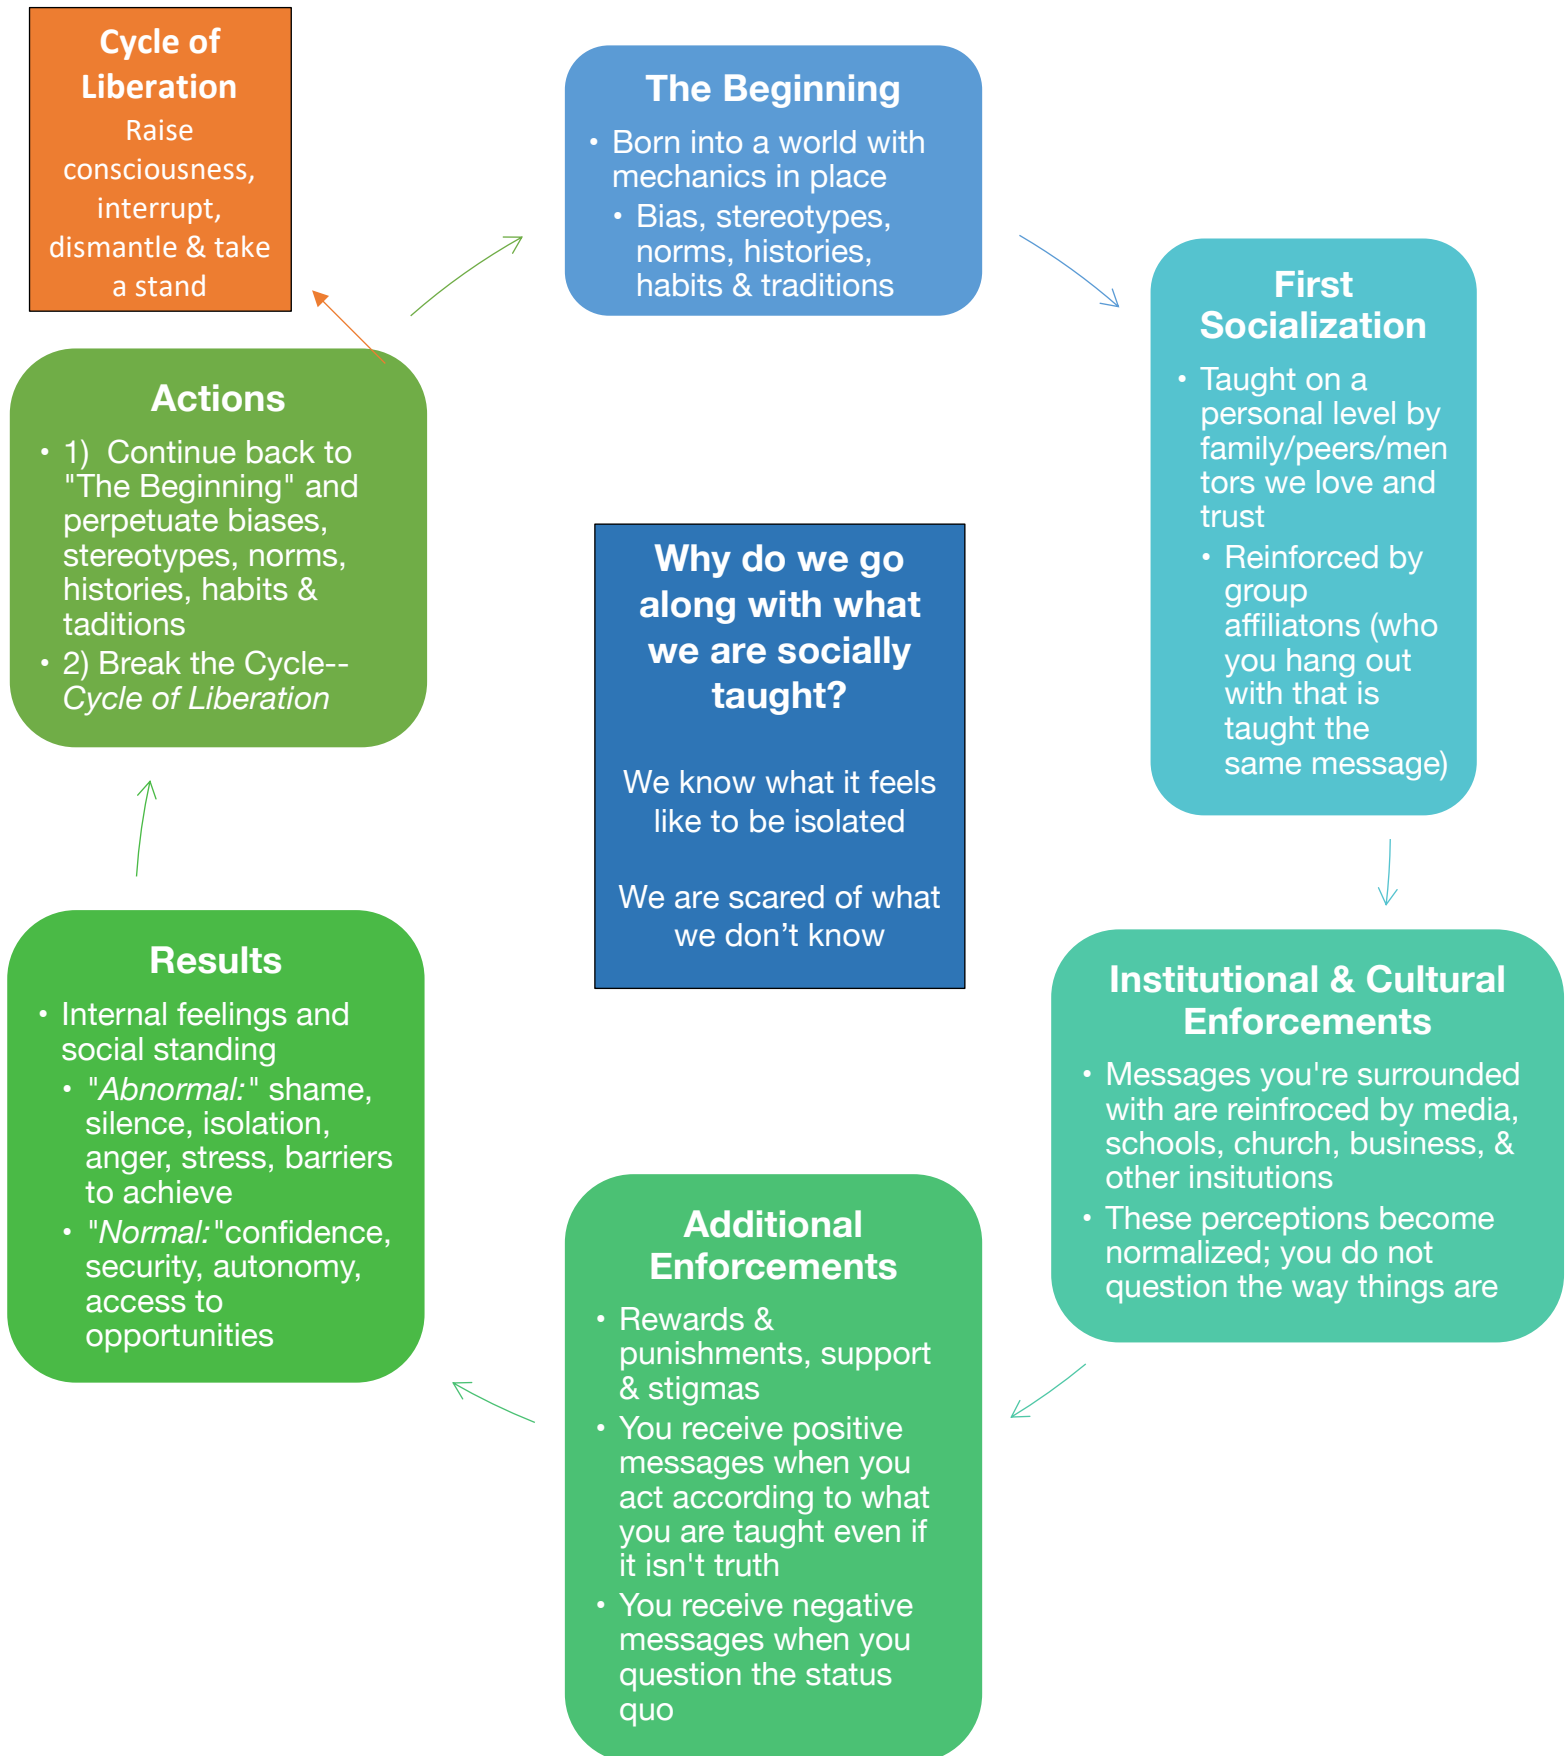 Cycle of
Liberation
Raise
consciousness,
interrupt,
dismantle & take
a stand
The Beginning
• Born into a world with
mechanics in place
• Bias, stereotypes,
norms, histories,
habits & traditions
First
Socialization
• Taught on a
personal level by
family/peers/men
tors we love and
trust
• Reinforced by
group
affiliatons (who
you hang out
with that is
taught the
same message)
Institutional & Cultural
Enforcements
• Messages you're surrounded
with are reinfroced by media,
schools, church, business, &
other insitutions
• These perceptions become
normalized; you do not
question the way things are
Additional
Enforcements
• Rewards &
punishments, support
& stigmas
• You receive positive
messages when you
act according to what
you are taught even if
it isn't truth
• You receive negative
messages when you
question the status
quo
Results
• Internal feelings and
social standing
• "Abnormal:" shame,
silence, isolation,
anger, stress, barriers
to achieve
• "Normal:"confidence,
security, autonomy,
access to
opportunities
Actions
• 1)  Continue back to
"The Beginning" and
perpetuate biases,
stereotypes, norms,
histories, habits &
taditions
• 2) Break the Cycle--
Cycle of Liberation
Why do we go
along with what
we are socially
taught?
We know what it feels
like to be isolated
We are scared of what
we don’t know